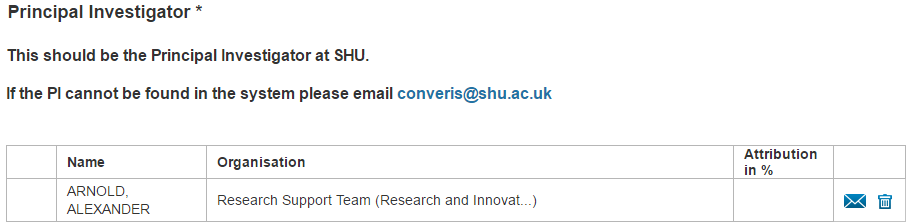 Principal Investigator *
This should be the Principal Investigator at SHU.
If the PI cannot be found in the system please email converis@shu.ac.uk
Name Organisation Attribution
in %
ARNOLD,
ALEXANDER Research Support Team (Research and Innovat...)